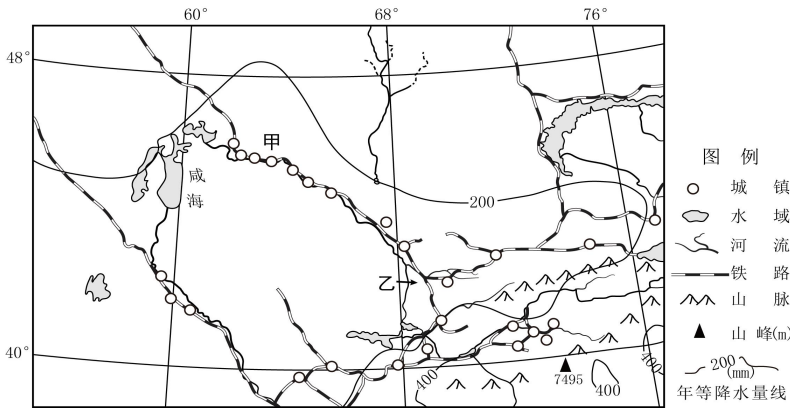 60° 68° 76°
48°
甲
咸
海
200
乙
40°
400
7495
400
400
图 例
城 镇
水 域
河 流
铁 路
山 脉
山 峰(m)
200
(mm)
年等降水量线